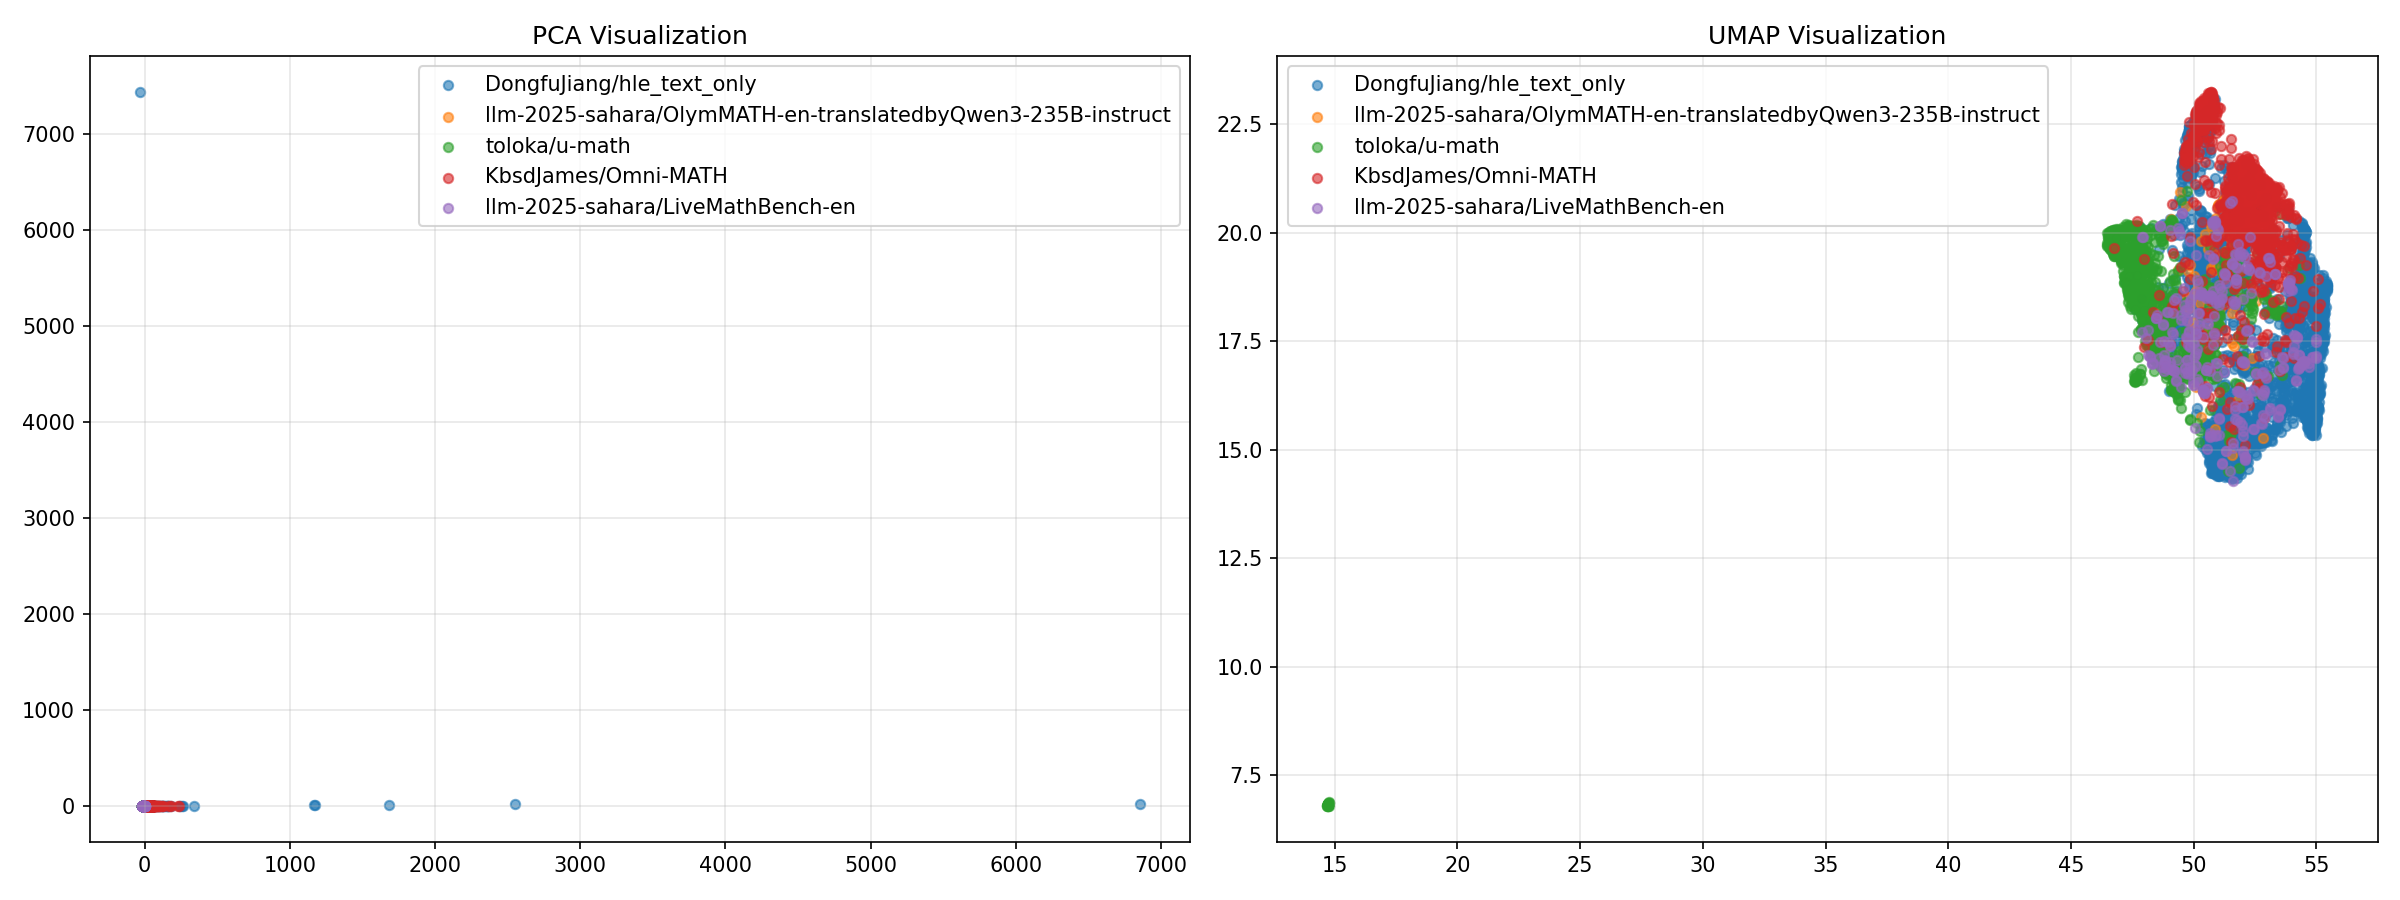 PCA Visualization
DongfuJiang/hle_text_only
llm-2025-sahara/OlymMATH-en-translatedbyQwen3-235B-instruct
toloka/u-math
KbsdJames/Omni-MATH
llm-2025-sahara/LiveMathBench-en
7000
6000
5000
4000
3000
2000
1000
0
0 1000 2000 3000 4000 5000 6000 7000
UMAP Visualization
DongfuJiang/hle_text_only
llm-2025-sahara/OlymMATH-en-translatedbyQwen3-235B-instruct
toloka/u-math
KbsdJames/Omni-MATH
llm-2025-sahara/LiveMathBench-en
22.5
20.0
17.5
15.0
12.5
10.0
7.5
15 20 25 30 35 40 45 50 55